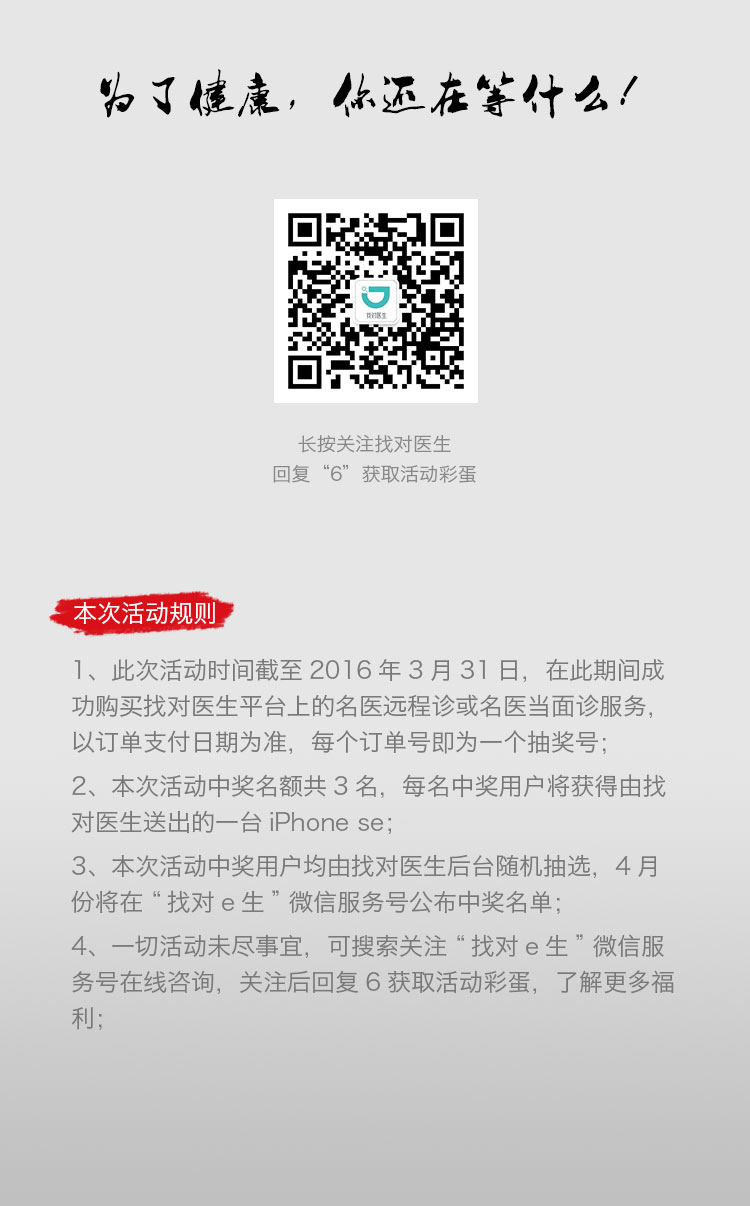 为了健康，你还在等什么！
找对医生
长按关注找对医生
回复“6”获取活动彩蛋
本次活动规则
1、此次活动时间截至 2016 年 3 月 31 日，在此期间成
功购买找对医生平台上的名医远程诊或名医当面诊服务，
以订单支付日期为准，每个订单号即为一个抽奖号；
2、本次活动中奖名额共 3 名，每名中奖用户将获得由找
对医生送出的一台 iPhone se；
3、本次活动中奖用户均由找对医生后台随机抽选，4 月
份将在“找对 e 生”微信服务号公布中奖名单；
4、一切活动未尽事宜，可搜索关注“找对 e 生”微信服
务号在线咨询，关注后回复 6 获取活动彩蛋，了解更多福
利；